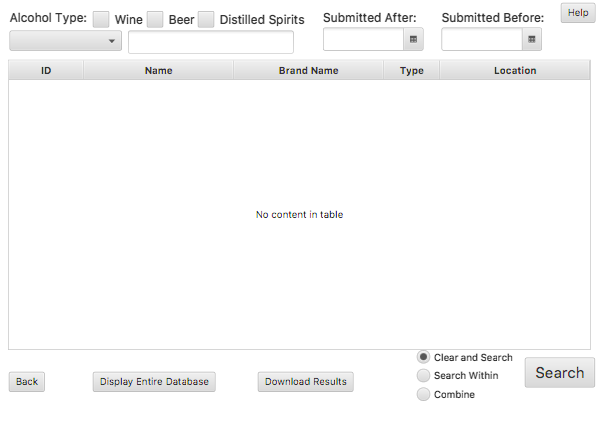 Alcohol Type: Wine Beer Distilled Spirits Submitted After: Submitted Before: Help
ID Name Brand Name Type Location
No content in table
Clear and Search
Search Within
Combine
Back Display Entire Database Download Results Search